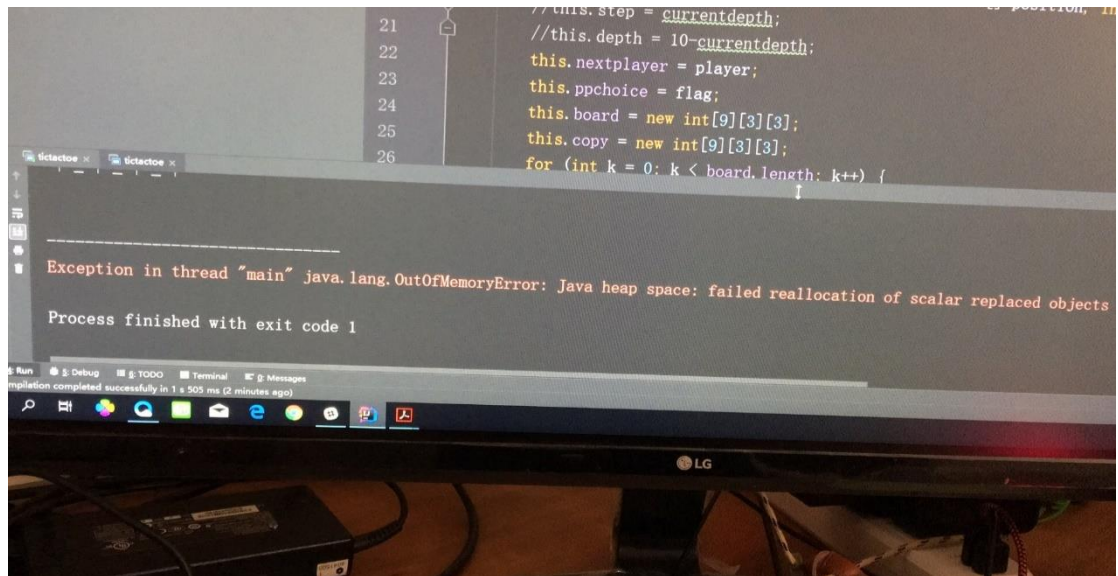 //this.step = currentdepth;
21 //this.depth = 10-currentdepth;
22 this.nextplayer = player;
23 this.ppchoice = flag;
24 this.board = new int[9][3][3];
25 this.copy = new int[9][3][3];
26 for (int k = 0; k < board.length; k++) {
tictactoe × tictactoe ×
|_|_|_|
------------------------------
Exception in thread "main" java.lang.OutOfMemoryError: Java heap space: failed reallocation of scalar replaced objects
Process finished with exit code 1
Run 5: Debug 6: TODO Terminal 0: Messages
mpilation completed successfully in 1 s 505 ms (2 minutes ago)
LG